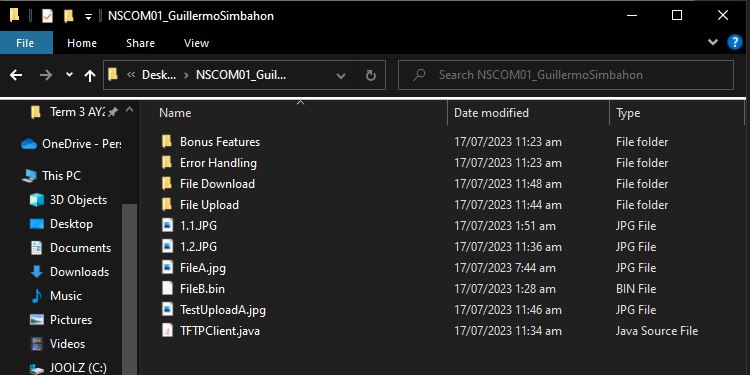 NSCOM01_GuillermoSimbahon
File Home Share View
« Desk... › NSCOM01_Guil... Search NSCOM01_GuillermoSimbahon
Term 3 AY2
OneDrive - Pers
This PC
3D Objects
Desktop
Documents
Downloads
Music
Pictures
Videos
JOOLZ (C:)
Name Date modified Type
Bonus Features 17/07/2023 11:23 am File folder
Error Handling 17/07/2023 11:23 am File folder
File Download 17/07/2023 11:48 am File folder
File Upload 17/07/2023 11:44 am File folder
1.1.JPG 17/07/2023 1:51 am JPG File
1.2.JPG 17/07/2023 11:36 am JPG File
FileA.jpg 17/07/2023 7:44 am JPG File
FileB.bin 17/07/2023 1:28 am BIN File
TestUploadA.jpg 17/07/2023 11:46 am JPG File
TFTPClient.java 17/07/2023 11:34 am Java Source File